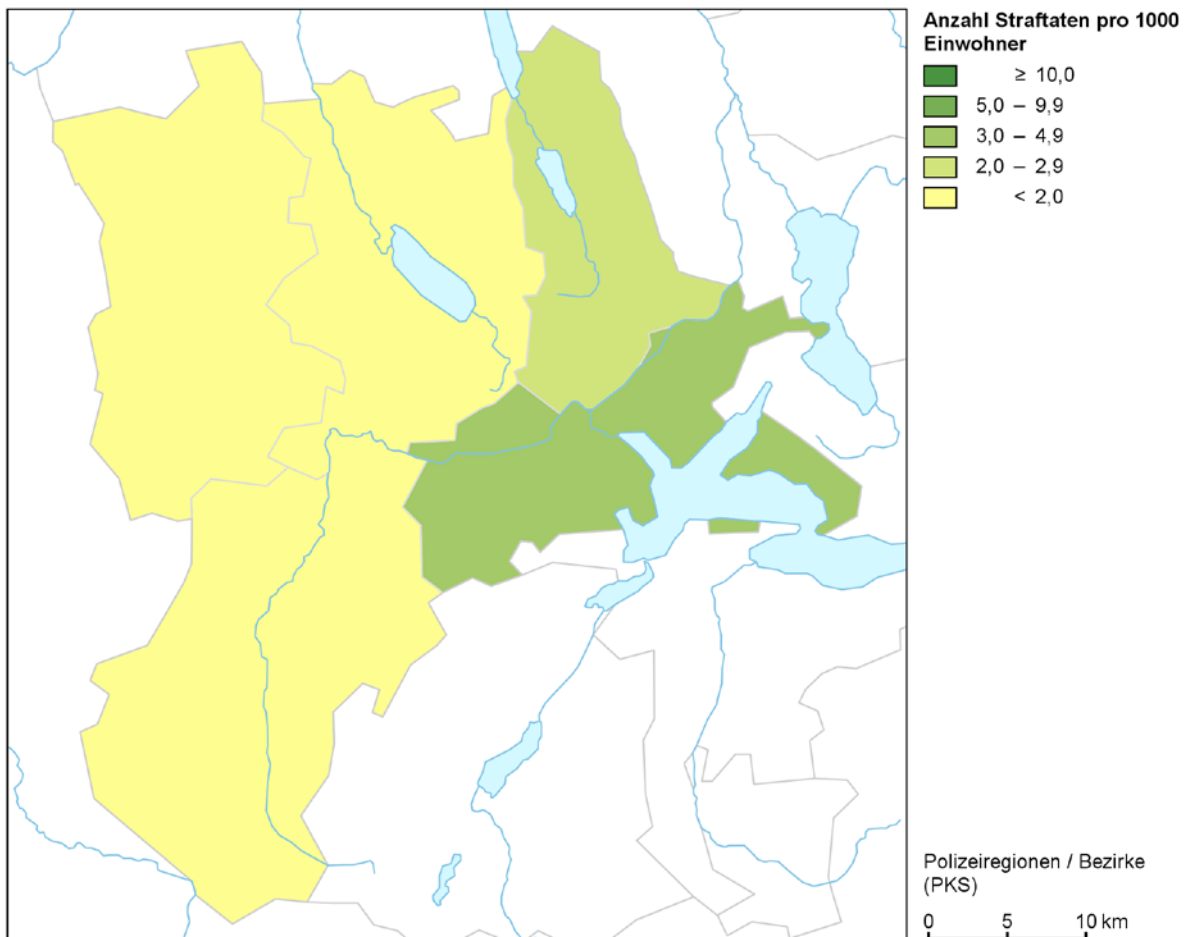 Anzahl Straftaten pro 1000
Einwohner
≥ 10,0
5,0 – 9,9
3,0 – 4,9
2,0 – 2,9
< 2,0
Polizeiregionen / Bezirke
(PKS)
0 5 10 km